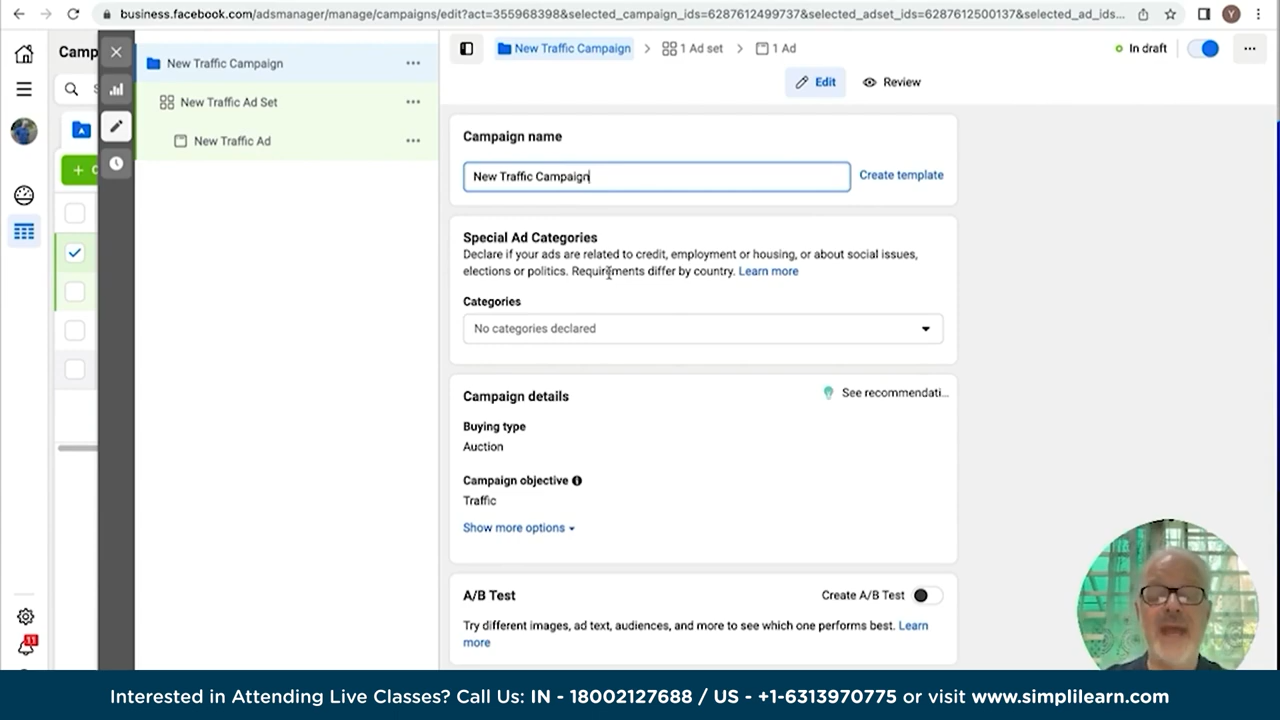 business.facebook.com/adsmanager/manage/campaigns/edit?act=355968398&selected_campaign_ids=6287612499737&selected_adset_ids=6287612500137&selected_ad_ids...
Y
Camp
New Traffic Campaign
New Traffic Ad Set
New Traffic Ad
New Traffic Campaign
1 Ad set
1 Ad
In draft
Edit
Review
Campaign name
New Traffic Campaign
Create template
Special Ad Categories
Declare if your ads are related to credit, employment or housing, or about social issues,
elections or politics. Requirements differ by country. Learn more
Categories
No categories declared
Campaign details
See recommendati...
Buying type
Auction
Campaign objective
Traffic
Show more options
A/B Test
Create A/B Test
Try different images, ad text, audiences, and more to see which one performs best. Learn
more
11
Interested in Attending Live Classes? Call Us: IN - 18002127688 / US - +1-6313970775 or visit www.simplilearn.com